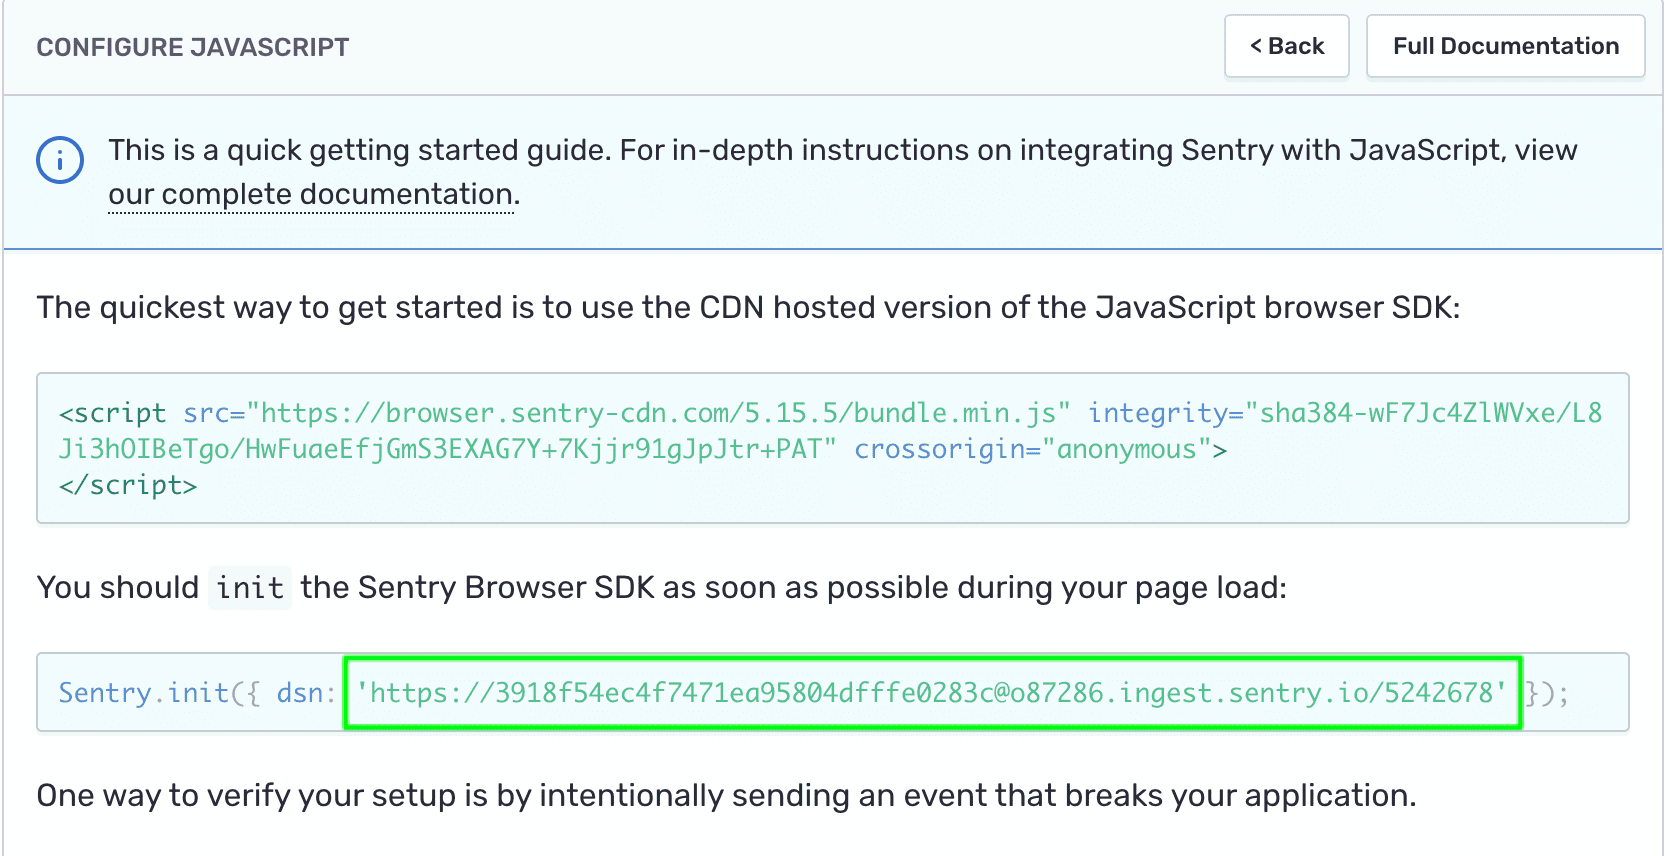 CONFIGURE JAVASCRIPT
< Back
Full Documentation
This is a quick getting started guide. For in-depth instructions on integrating Sentry with JavaScript, view
our complete documentation.
The quickest way to get started is to use the CDN hosted version of the JavaScript browser SDK:
<script src="https://browser.sentry-cdn.com/5.15.5/bundle.min.js" integrity="sha384-wF7Jc4ZlWVxe/L8
Ji3hOIBeTgo/HwFuaeEfjGmS3EXAG7Y+7Kjjr91gJpJtr+PAT" crossorigin="anonymous">
</script>
You should init the Sentry Browser SDK as soon as possible during your page load:
Sentry.init({ dsn: 'https://3918f54ec4f7471ea95804dfffe0283c@o87286.ingest.sentry.io/5242678' });
One way to verify your setup is by intentionally sending an event that breaks your application.